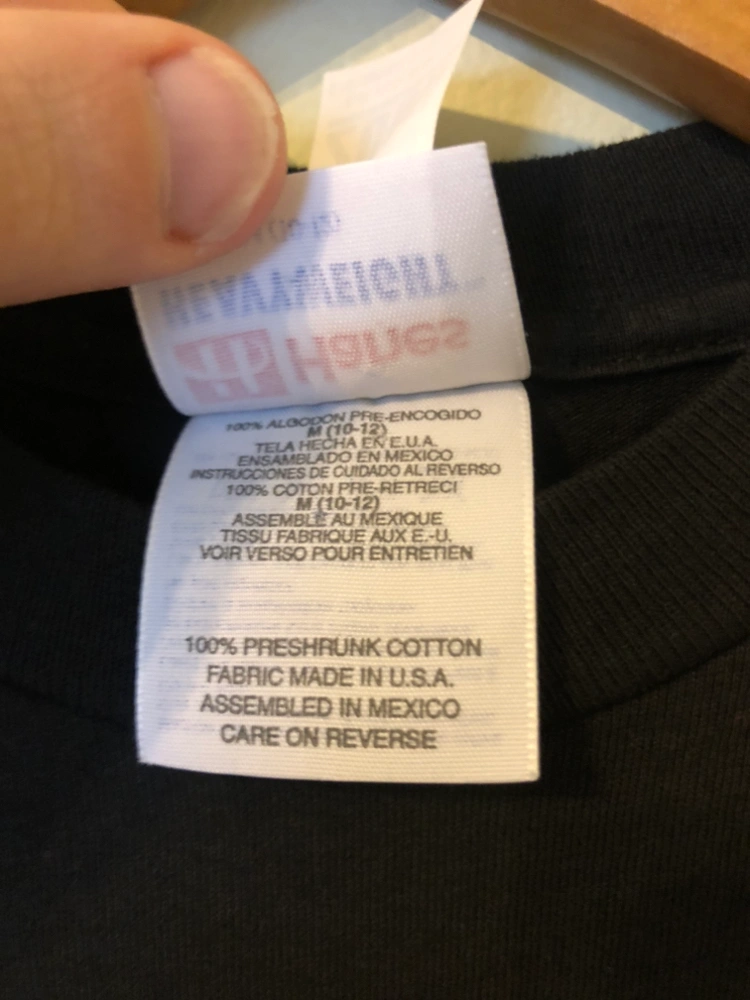 (10-12)
HEAVYWEIGHT
Hanes
100% ALGODON PRE-ENCOGIDO
M (10-12)
TELA HECHA EN E.U.A.
ENSAMBLADO EN MEXICO
INSTRUCCIONES DE CUIDADO AL REVERSO
100% COTON PRE-RETRECI
M (10-12)
ASSEMBLE AU MEXIQUE
TISSU FABRIQUE AUX E.-U.
VOIR VERSO POUR ENTRETIEN
100% PRESHRUNK COTTON
FABRIC MADE IN U.S.A.
ASSEMBLED IN MEXICO
CARE ON REVERSE